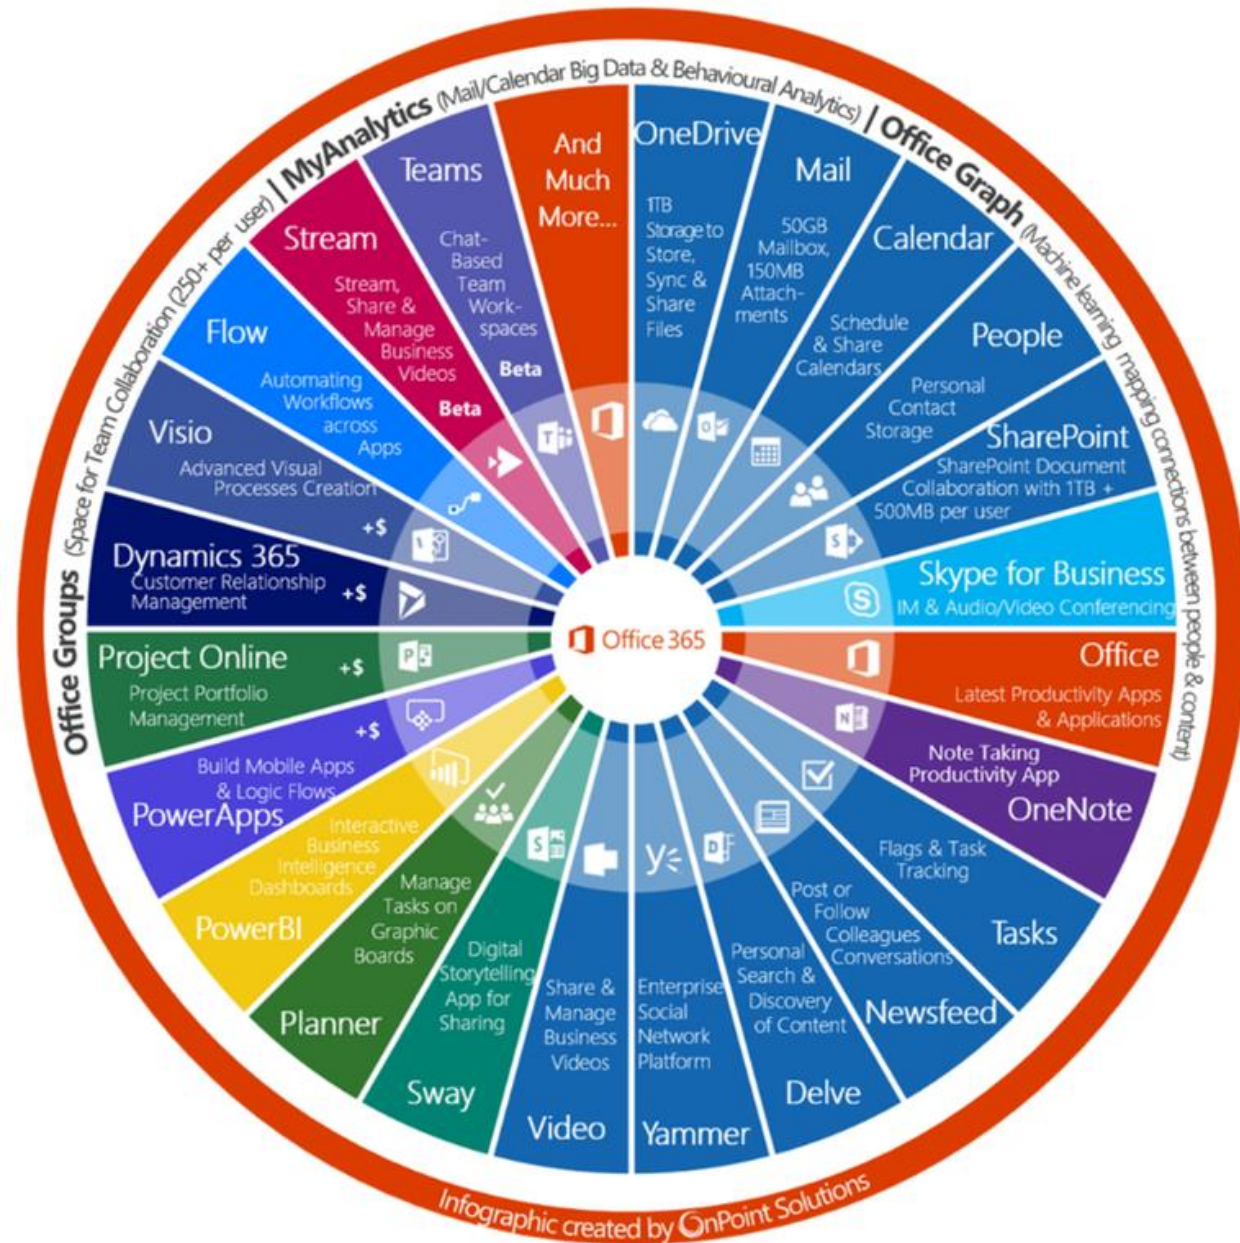 Office Groups (Space for Team Collaboration (250+ per user) | MyAnalytics (Mail/Calendar Big Data & Behavioural Analytics) | Office Graph (Machine learning mapping connections between people & content)
OneDrive
1TB
Storage to
Store,
Sync &
Share
Files
Mail
50GB
Mailbox,
150MB
Attach-
ments
Calendar
Schedule
& Share
Calendars
People
Personal
Contact
Storage
SharePoint
SharePoint Document
Collaboration with 1TB +
500MB per user
Skype for Business
IM & Audio/Video Conferencing
Office
Latest Productivity Apps
& Applications
Note Taking
Productivity App
OneNote
Flags & Task
Tracking
Tasks
Post or
Follow
Colleagues
Conversations
Newsfeed
Personal
Search &
Discovery
of Content
Delve
Enterprise
Social
Network
Platform
Yammer
Share &
Manage
Business
Videos
Video
Digital
Storytelling
App for
Sharing
Sway
Manage
Tasks on
Graphic
Boards
Planner
Interactive
Business
Intelligence
Dashboards
PowerBI
+$
Build Mobile Apps
& Logic Flows
PowerApps
Project Online
+$
Project Portfolio
Management
Dynamics 365
Customer Relationship
Management
+$
Visio
Advanced Visual
Processes Creation
+$
Flow
Automating
Workflows
across
Apps
Stream
Stream,
Share &
Manage
Business
Videos
Beta
Teams
Chat-
Based
Team
Work-
spaces
Beta
And
Much
More...
Office 365
Infographic created by OnPoint Solutions